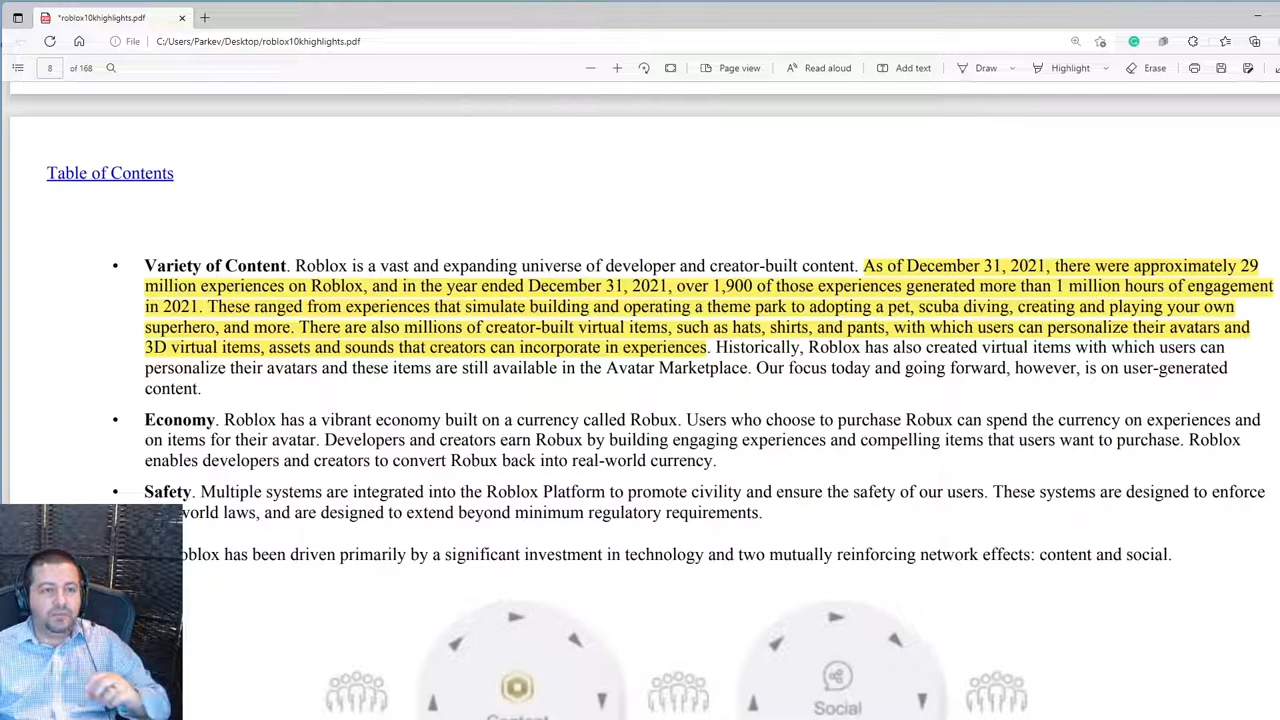 *roblox10khighlights.pdf
File C:/Users/Parkev/Desktop/roblox10khighlights.pdf
8 of 168 Page view Read aloud Add text Draw Highlight Erase
Table of Contents
• Variety of Content. Roblox is a vast and expanding universe of developer and creator-built content. As of December 31, 2021, there were approximately 29
million experiences on Roblox, and in the year ended December 31, 2021, over 1,900 of those experiences generated more than 1 million hours of engagement
in 2021. These ranged from experiences that simulate building and operating a theme park to adopting a pet, scuba diving, creating and playing your own
superhero, and more. There are also millions of creator-built virtual items, such as hats, shirts, and pants, with which users can personalize their avatars and
3D virtual items, assets and sounds that creators can incorporate in experiences. Historically, Roblox has also created virtual items with which users can
personalize their avatars and these items are still available in the Avatar Marketplace. Our focus today and going forward, however, is on user-generated
content.
• Economy. Roblox has a vibrant economy built on a currency called Robux. Users who choose to purchase Robux can spend the currency on experiences and
on items for their avatar. Developers and creators earn Robux by building engaging experiences and compelling items that users want to purchase. Roblox
enables developers and creators to convert Robux back into real-world currency.
• Safety. Multiple systems are integrated into the Roblox Platform to promote civility and ensure the safety of our users. These systems are designed to enforce
world laws, and are designed to extend beyond minimum regulatory requirements.
oblox has been driven primarily by a significant investment in technology and two mutually reinforcing network effects: content and social.
Content Social